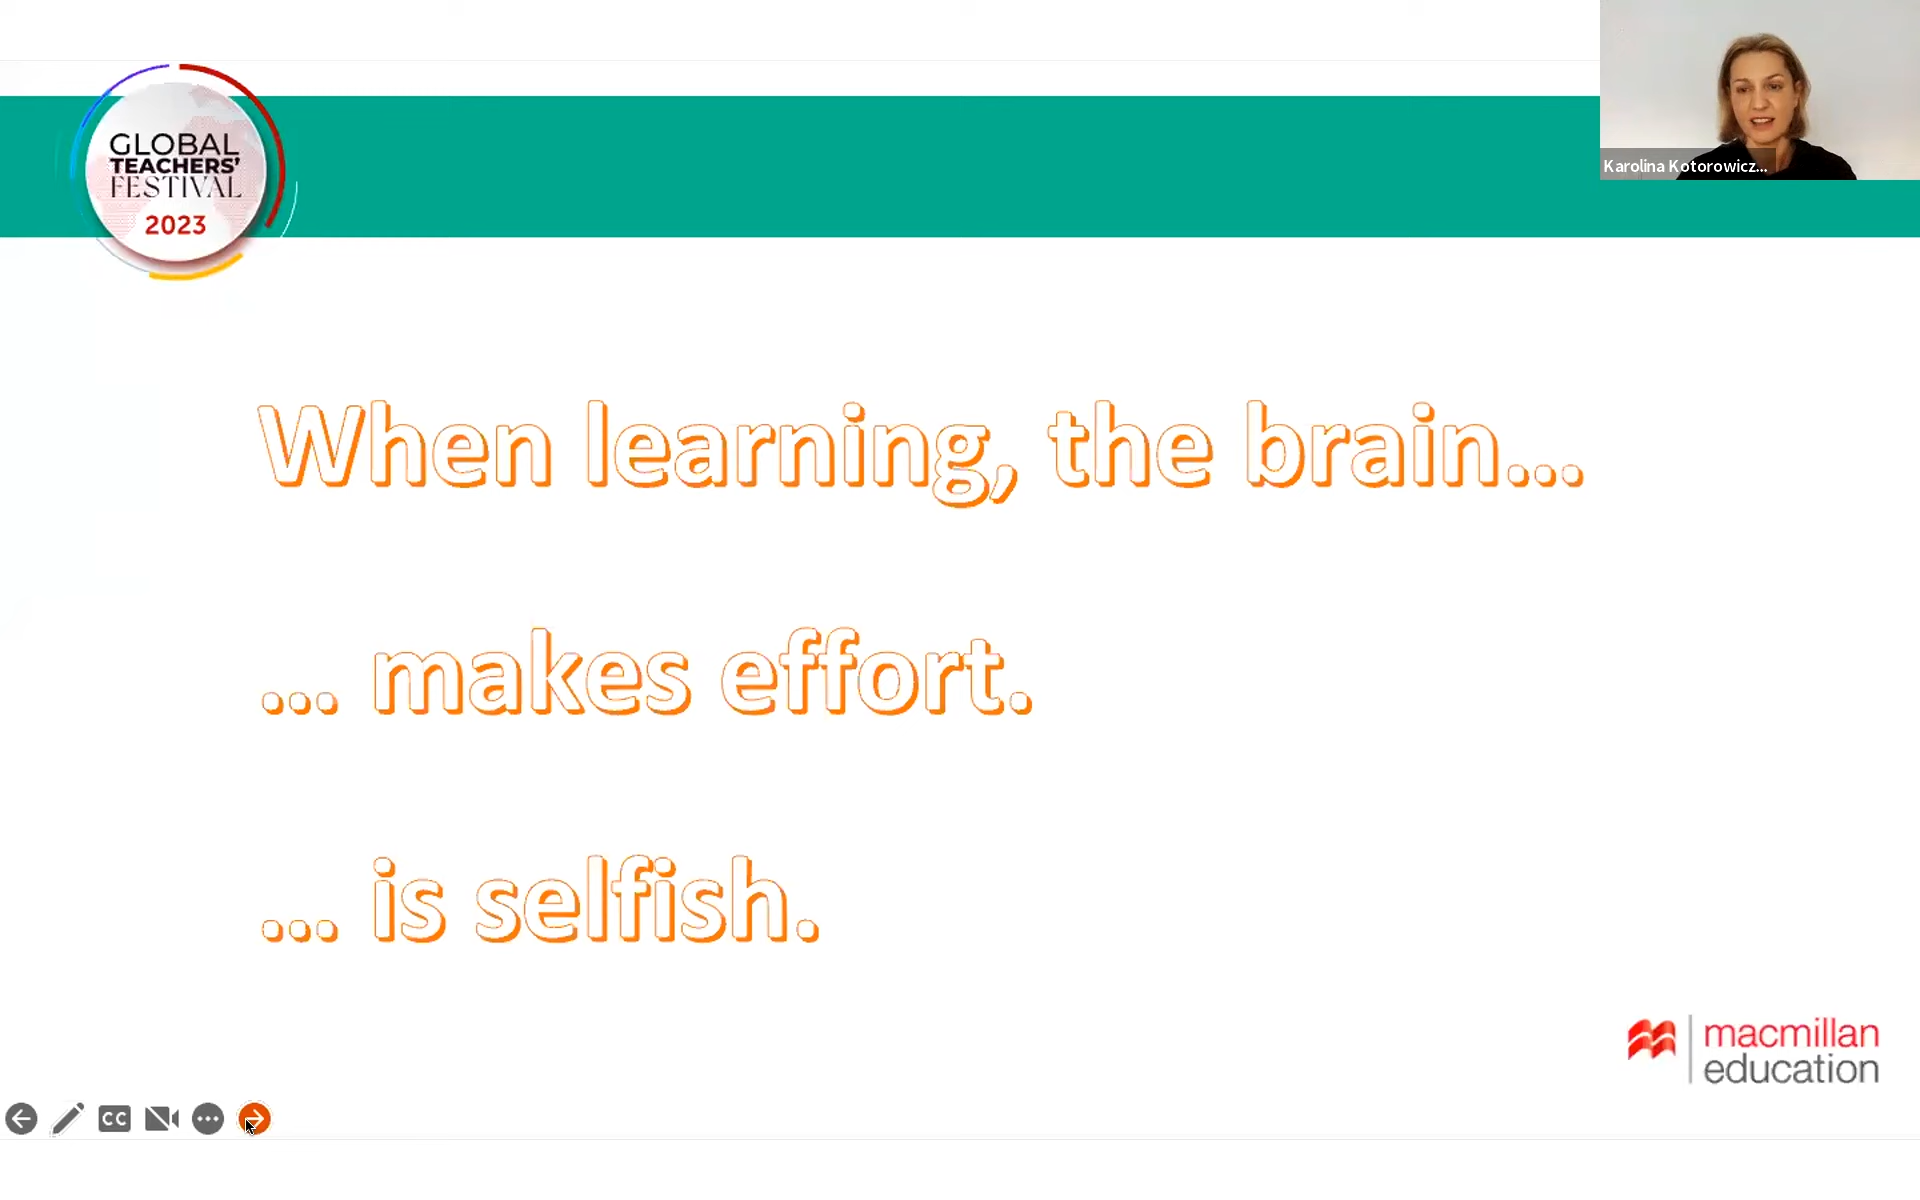 GLOBAL
TEACHERS'
FESTIVAL
2023
Karolina Kotorowicz...
When learning, the brain...
... makes effort.
... is selfish.
macmillan
education
CC